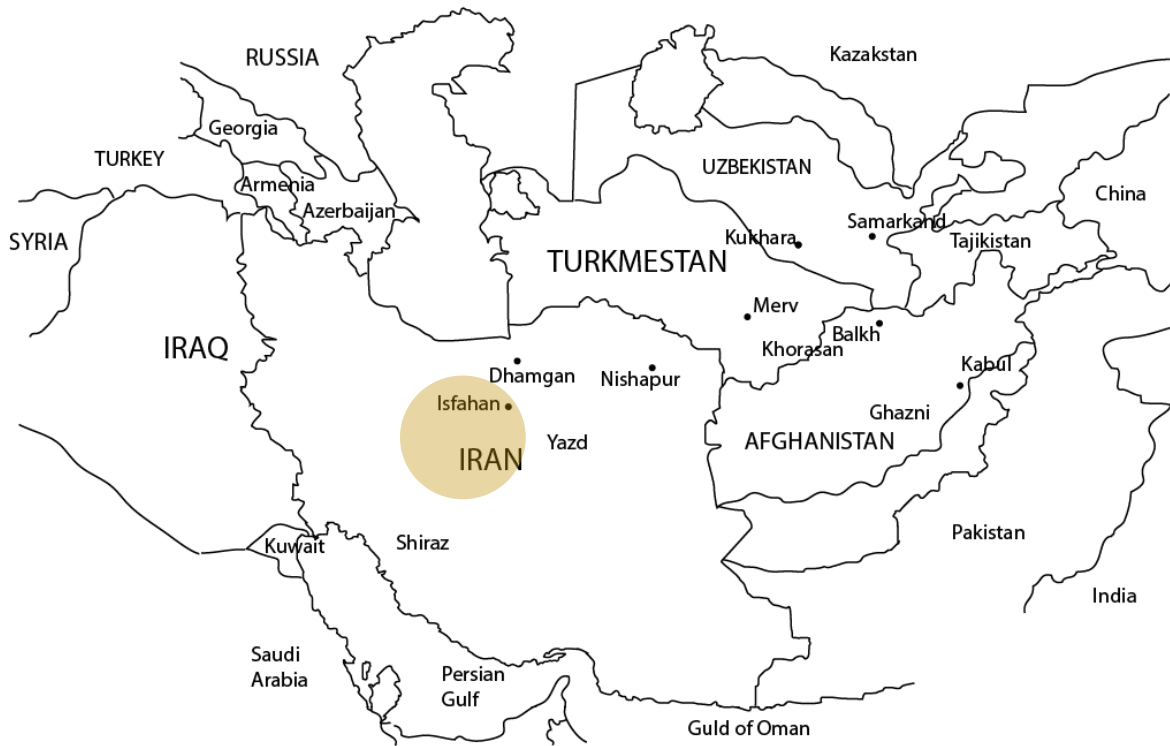 RUSSIA
Kazakstan
Georgia
TURKEY
UZBEKISTAN
Armenia
China
Azerbaijan
Samarkand
SYRIA
Kukhara
Tajikistan
TURKMESTAN
Merv
Balkh
IRAQ
Khorasan
Kabul
Dhamgan
Nishapur
Isfahan
Ghazni
Yazd
AFGHANISTAN
IRAN
Pakistan
Kuwait
Shiraz
India
Saudi
Arabia
Persian
Gulf
Guld of Oman